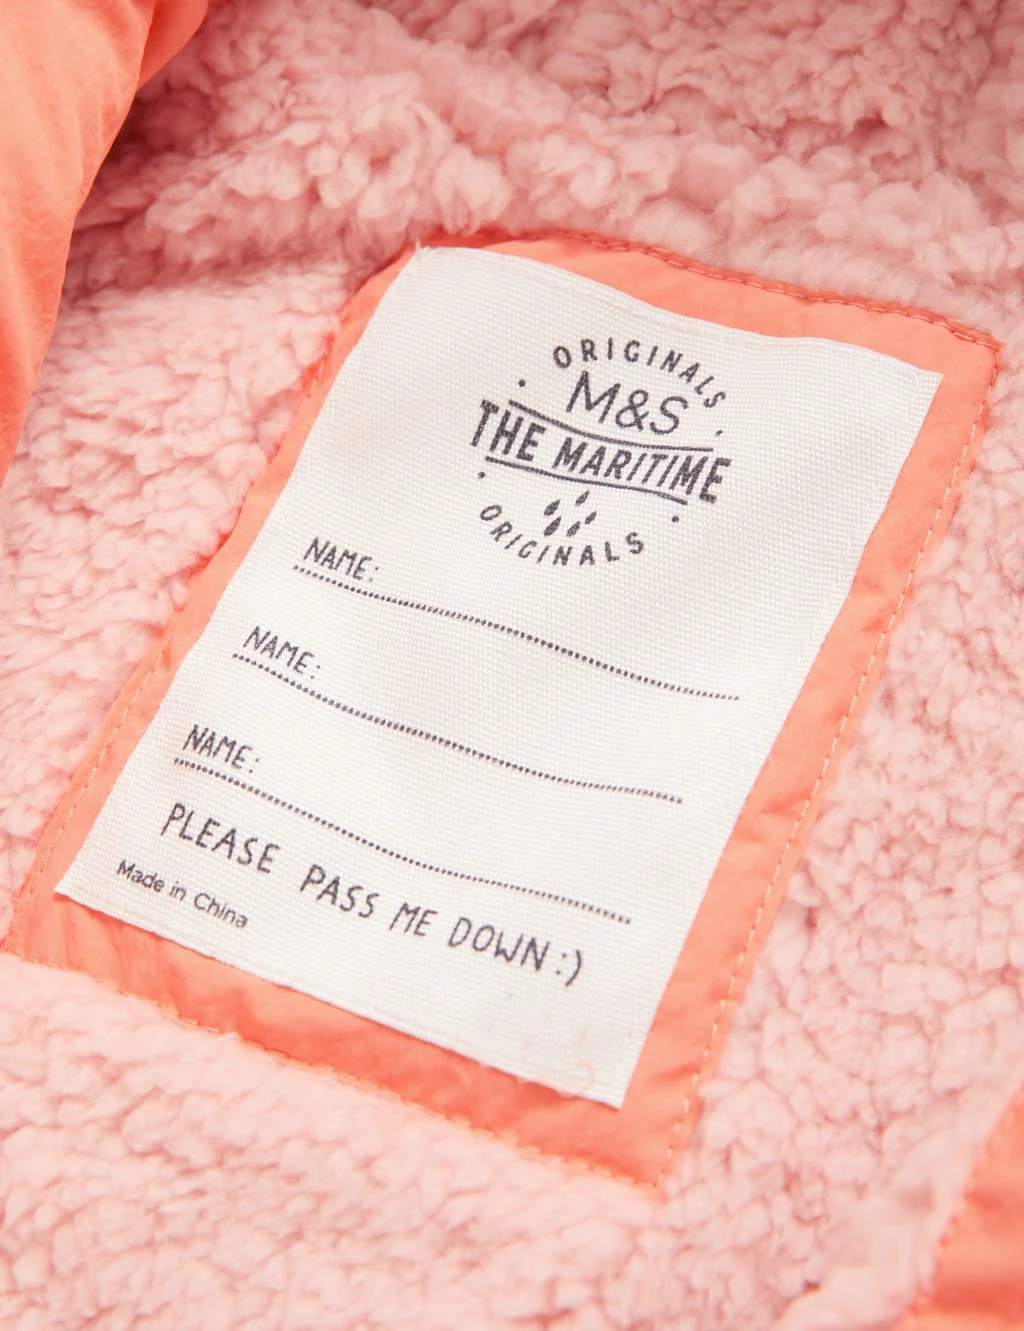 ORIGINALS
M&S
THE MARITIME
ORIGINALS
NAME:
NAME:
NAME:
PLEASE PASS ME DOWN :)
Made in China